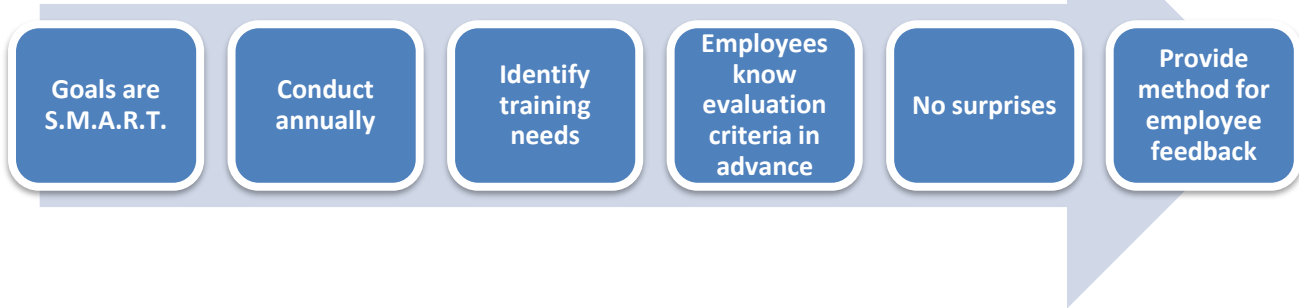 Goals are
S.M.A.R.T.
Conduct
annually
Identify
training
needs
Employees
know
evaluation
criteria in
advance
No surprises
Provide
method for
employee
feedback